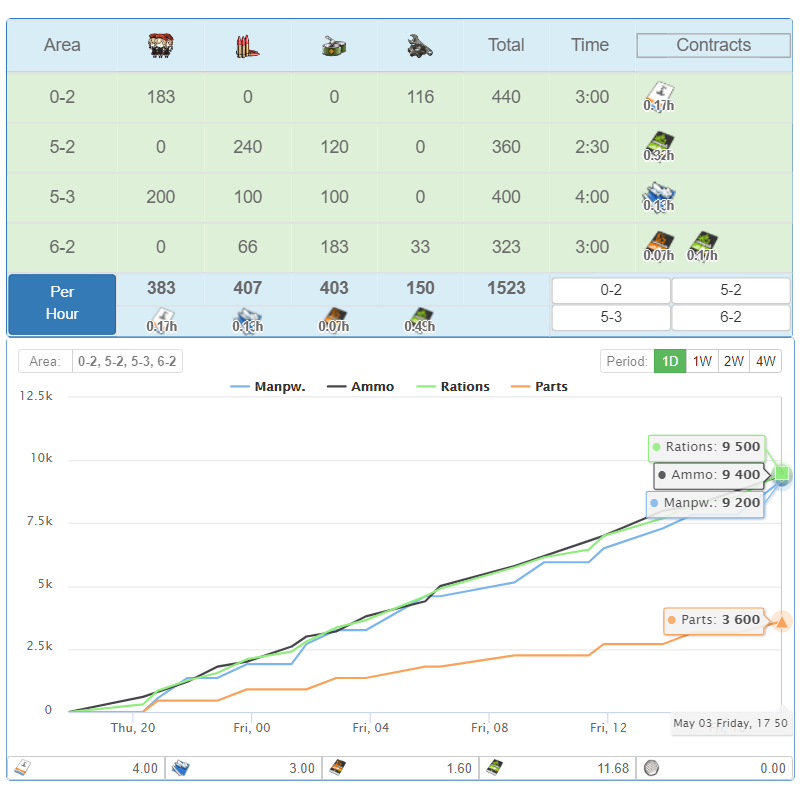 Area Total Time Contracts
0-2 183 0 0 116 440 3:00 0.17h
5-2 0 240 120 0 360 2:30 0.32h
5-3 200 100 100 0 400 4:00 0.13h
6-2 0 66 183 33 323 3:00 0.07h 0.17h
Per Hour 383 407 403 150 1523 0-2 5-2
0.17h 0.13h 0.07h 0.49h 5-3 6-2
Area: 0-2, 5-2, 5-3, 6-2 Period: 1D 1W 2W 4W
Manpw. Ammo Rations Parts
12.5k
10k
7.5k
5k
2.5k
0
Rations: 9 500
Ammo: 9 400
Manpw.: 9 200
Parts: 3 600
Thu, 20 Fri, 00 Fri, 04 Fri, 08 Fri, 12
May 03 Friday, 17 50
4.00 3.00 1.60 11.68 0.00